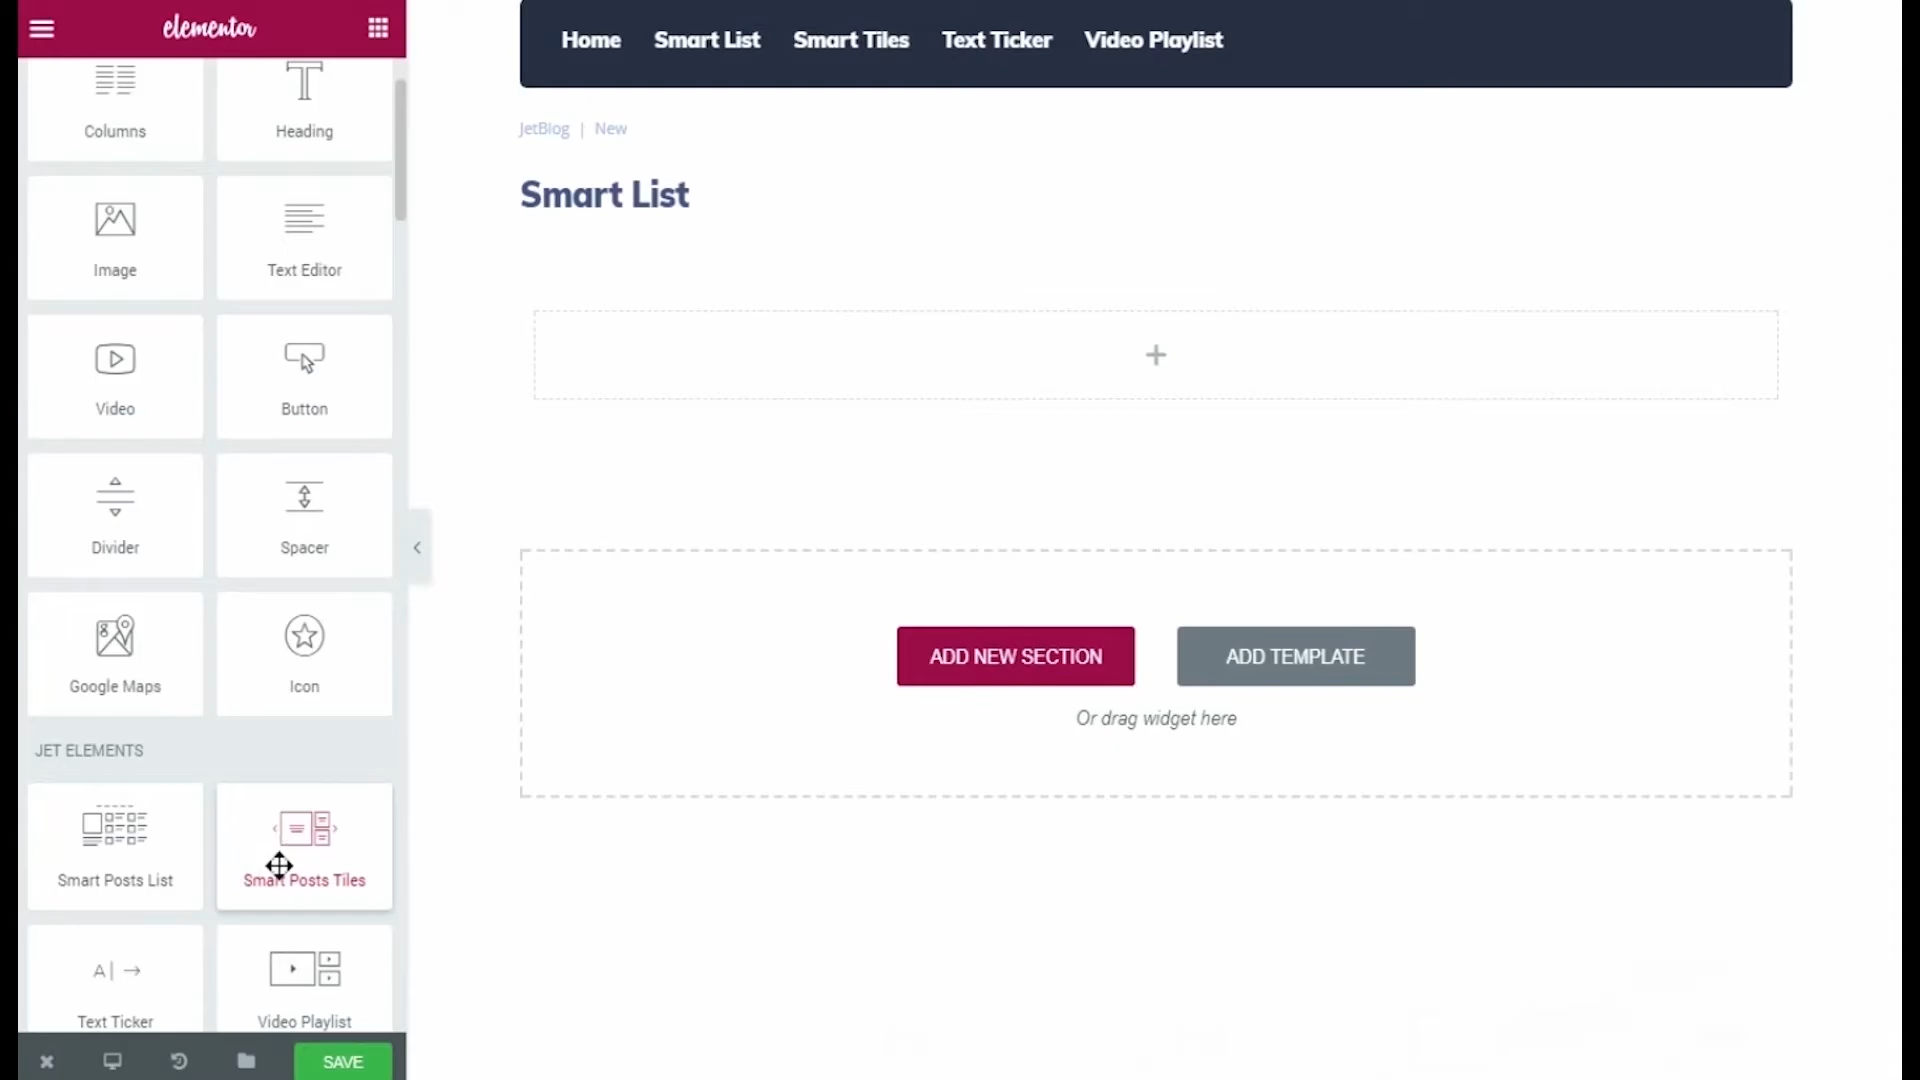 elementor
Columns
Heading
Image
Text Editor
Video
Button
Divider
Spacer
Google Maps
Icon
JET ELEMENTS
Smart Posts List
Smart Posts Tiles
A
Text Ticker
Video Playlist
SAVE
Home Smart List Smart Tiles Text Ticker Video Playlist
JetBlog | New
Smart List
ADD NEW SECTION
ADD TEMPLATE
Or drag widget here